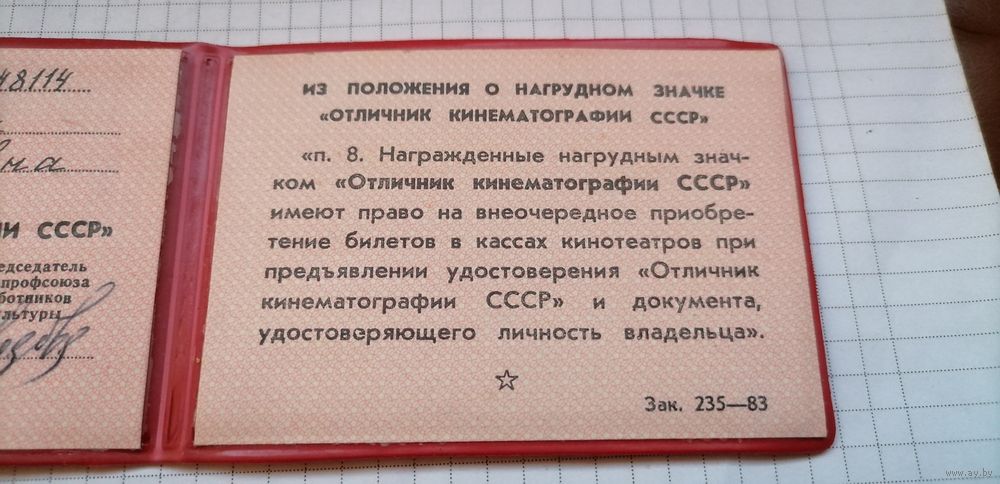 48114
на
И СССР»
едседатель
профсоюза
ботников
льтуры
ИЗ ПОЛОЖЕНИЯ О НАГРУДНОМ ЗНАЧКЕ
«ОТЛИЧНИК КИНЕМАТОГРАФИИ СССР»
«п. 8. Награжденные нагрудным знач-
ком «Отличник кинематографии СССР»
имеют право на внеочередное приобре-
тение билетов в кассах кинотеатров при
предъявлении удостоверения «Отличник
кинематографии СССР» и документа,
удостоверяющего личность владельца».
Зак. 235—83
www.ay.by